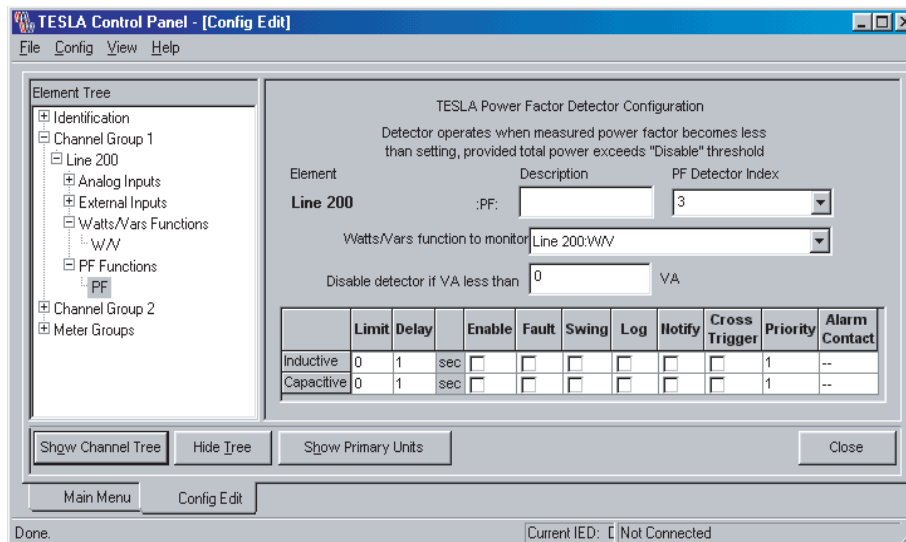 TESLA Control Panel - [Config Edit]
File Config View Help
Element Tree
Identification
Channel Group 1
Line 200
Analog Inputs
External Inputs
Watts/Vars Functions
W/V
PF Functions
PF
Channel Group 2
Meter Groups
TESLA Power Factor Detector Configuration
Detector operates when measured power factor becomes less
than setting, provided total power exceeds "Disable" threshold
Element Description PF Detector Index
Line 200 :PF: 3
Watts/Vars function to monitor Line 200:W/V
Disable detector if VA less than 0 VA
Limit Delay Enable Fault Swing Log Notify Cross Trigger Priority Alarm Contact
Inductive 0 1 sec 1 --
Capacitive 0 1 sec 1 --
Show Channel Tree Hide Tree Show Primary Units Close
Main Menu Config Edit
Done. Current IED: Not Connected